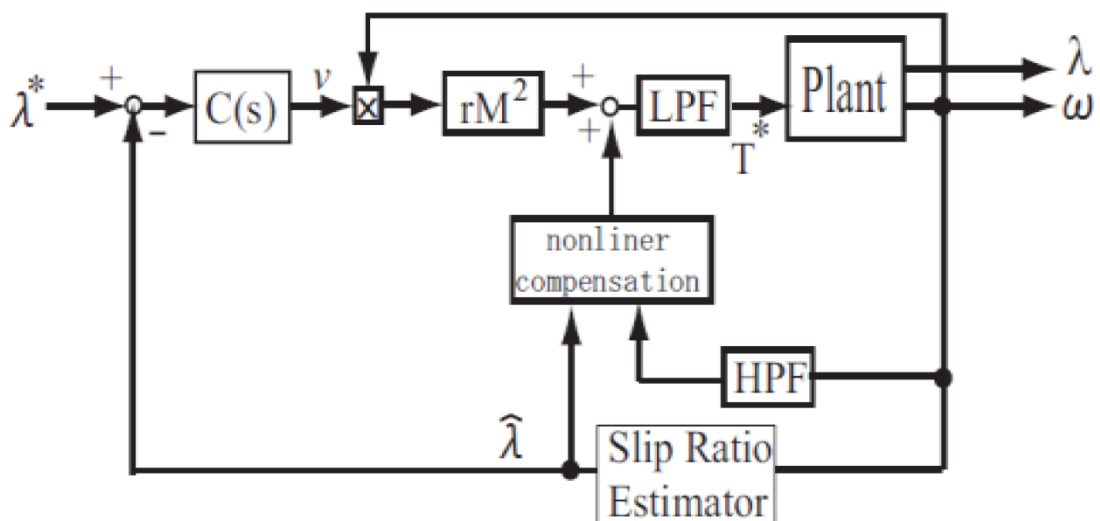 λ*
+
-
C(s)
v
x
rM²
+
+
LPF
T*
Plant
λ
ω
nonliner
compensation
HPF
λ̂
Slip Ratio
Estimator